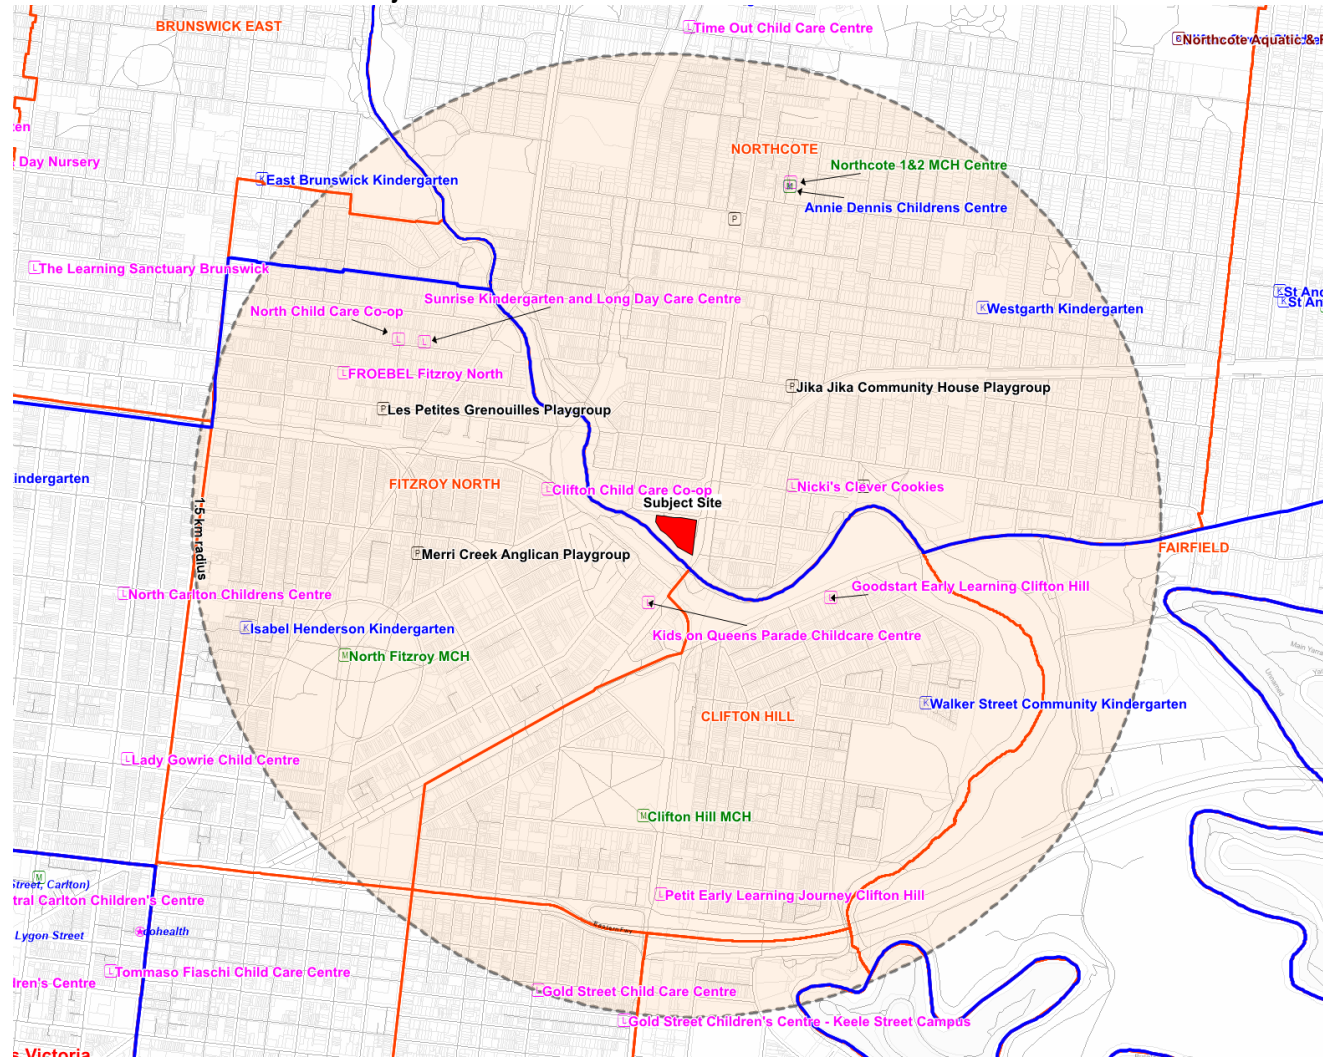 BRUNSWICK EAST
Time Out Child Care Centre
Northcote Aquatic &
NORTHCOTE
Day Nursery
Northcote 1&2 MCH Centre
East Brunswick Kindergarten
Annie Dennis Childrens Centre
P
The Learning Sanctuary Brunswick
Sunrise Kindergarten and Long Day Care Centre
North Child Care Co-op
Westgarth Kindergarten
FROEBEL Fitzroy North
Jika Jika Community House Playgroup
Les Petites Grenouilles Playgroup
indergarten
FITZROY NORTH
Clifton Child Care Co-op
Nicki's Clever Cookies
Subject Site
1.5 km radius
Merri Creek Anglican Playgroup
FAIRFIELD
Goodstart Early Learning Clifton Hill
North Carlton Childrens Centre
Kids on Queens Parade Childcare Centre
Isabel Henderson Kindergarten
North Fitzroy MCH
Walker Street Community Kindergarten
CLIFTON HILL
Lady Gowrie Child Centre
Clifton Hill MCH
Street, Carlton)
tral Carlton Children's Centre
Petit Early Learning Journey Clifton Hill
Eastern Fwy
Lygon Street
cohealth
Tommaso Fiaschi Child Care Centre
dren's Centre
Gold Street Child Care Centre
Gold Street Children's Centre - Keele Street Campus
s Victoria